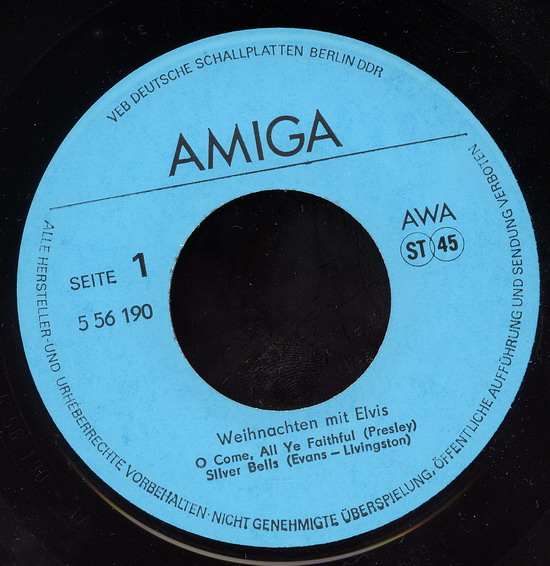 VEB DEUTSCHE SCHALLPLATTEN BERLIN DDR
AMIGA
AWA
ST 45
SEITE 1
5 56 190
Weihnachten mit Elvis
O Come, All Ye Faithful (Presley)
Silver Bells (Evans – Livingston)
ALLE HERSTELLER-UND URHEBERRECHTE VORBEHALTEN·NICHT GENEHMIGTE ÜBERSPIELUNG, ÖFFENTLICHE AUFFÜHRUNG UND SENDUNG VERBOTEN